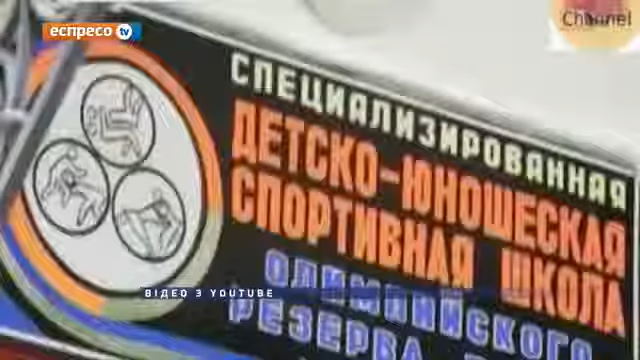 еспресо tv
Channel
СПЕЦИАЛИЗИРОВАННАЯ
ДЕТСКО-ЮНОШЕСКАЯ
СПОРТИВНАЯ ШКОЛА
ОЛИМПИЙСКОГО
РЕЗЕРВА
ВІДЕО З YOUTUBE